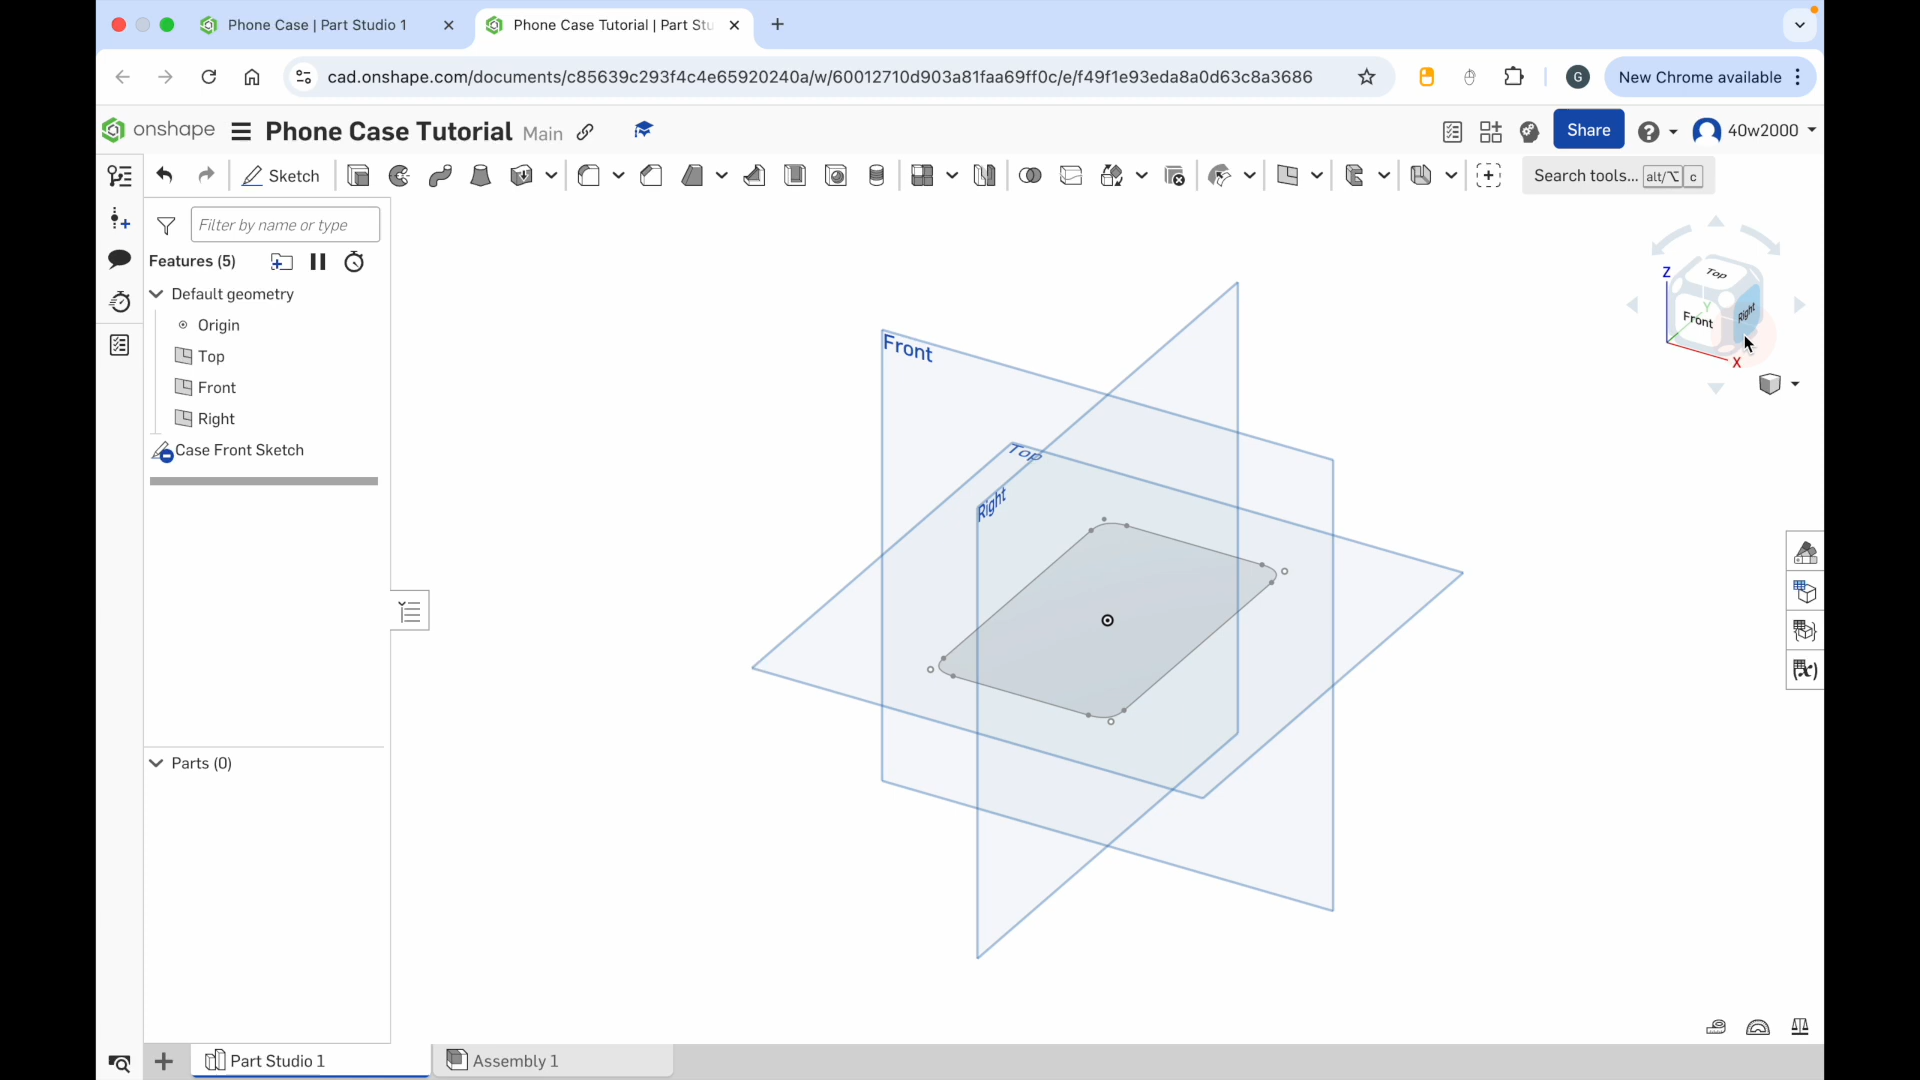 Phone Case | Part Studio 1
Phone Case Tutorial | Part Stu
cad.onshape.com/documents/c85639c293f4c4e65920240a/w/60012710d903a81faa69ff0c/e/f49f1e93eda8a0d63c8a3686
G
New Chrome available
onshape
Phone Case Tutorial
Main
Share
40w2000
Sketch
Search tools... alt/⌥ c
Filter by name or type
Features (5)
Default geometry
Origin
Top
Front
Right
Case Front Sketch
Parts (0)
Front
Top
Right
Z
Top
Y
Front
Right
X
Part Studio 1
Assembly 1